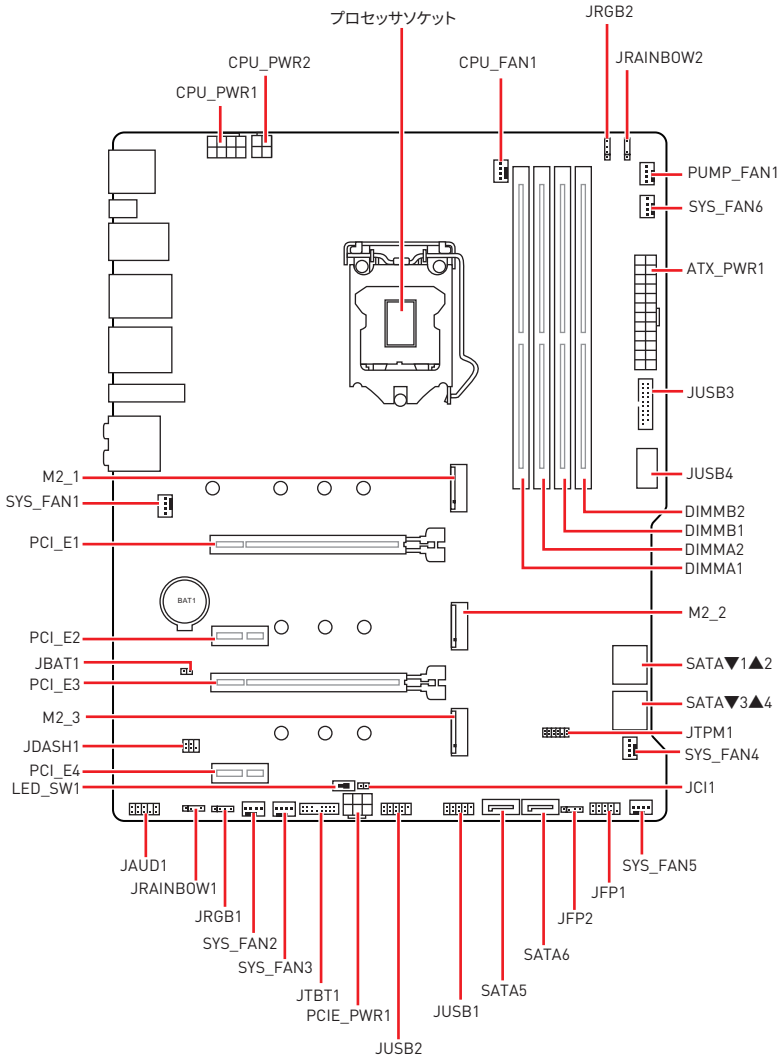 プロセッサソケット
JRGB2
JRAINBOW2
CPU_FAN1
CPU_PWR2
CPU_PWR1
PUMP_FAN1
SYS_FAN6
ATX_PWR1
JUSB3
JUSB4
M2_1
SYS_FAN1
PCI_E1
DIMMB2
DIMMB1
DIMMA2
DIMMA1
BAT1
M2_2
PCI_E2
JBAT1
PCI_E3
SATA▼1▲2
SATA▼3▲4
M2_3
JDASH1
JTPM1
SYS_FAN4
PCI_E4
LED_SW1
JCI1
JAUD1
JRAINBOW1
JRGB1
SYS_FAN2
SYS_FAN3
JTBT1
PCIE_PWR1
JUSB2
JUSB1
SATA5
SATA6
JFP2
JFP1
SYS_FAN5